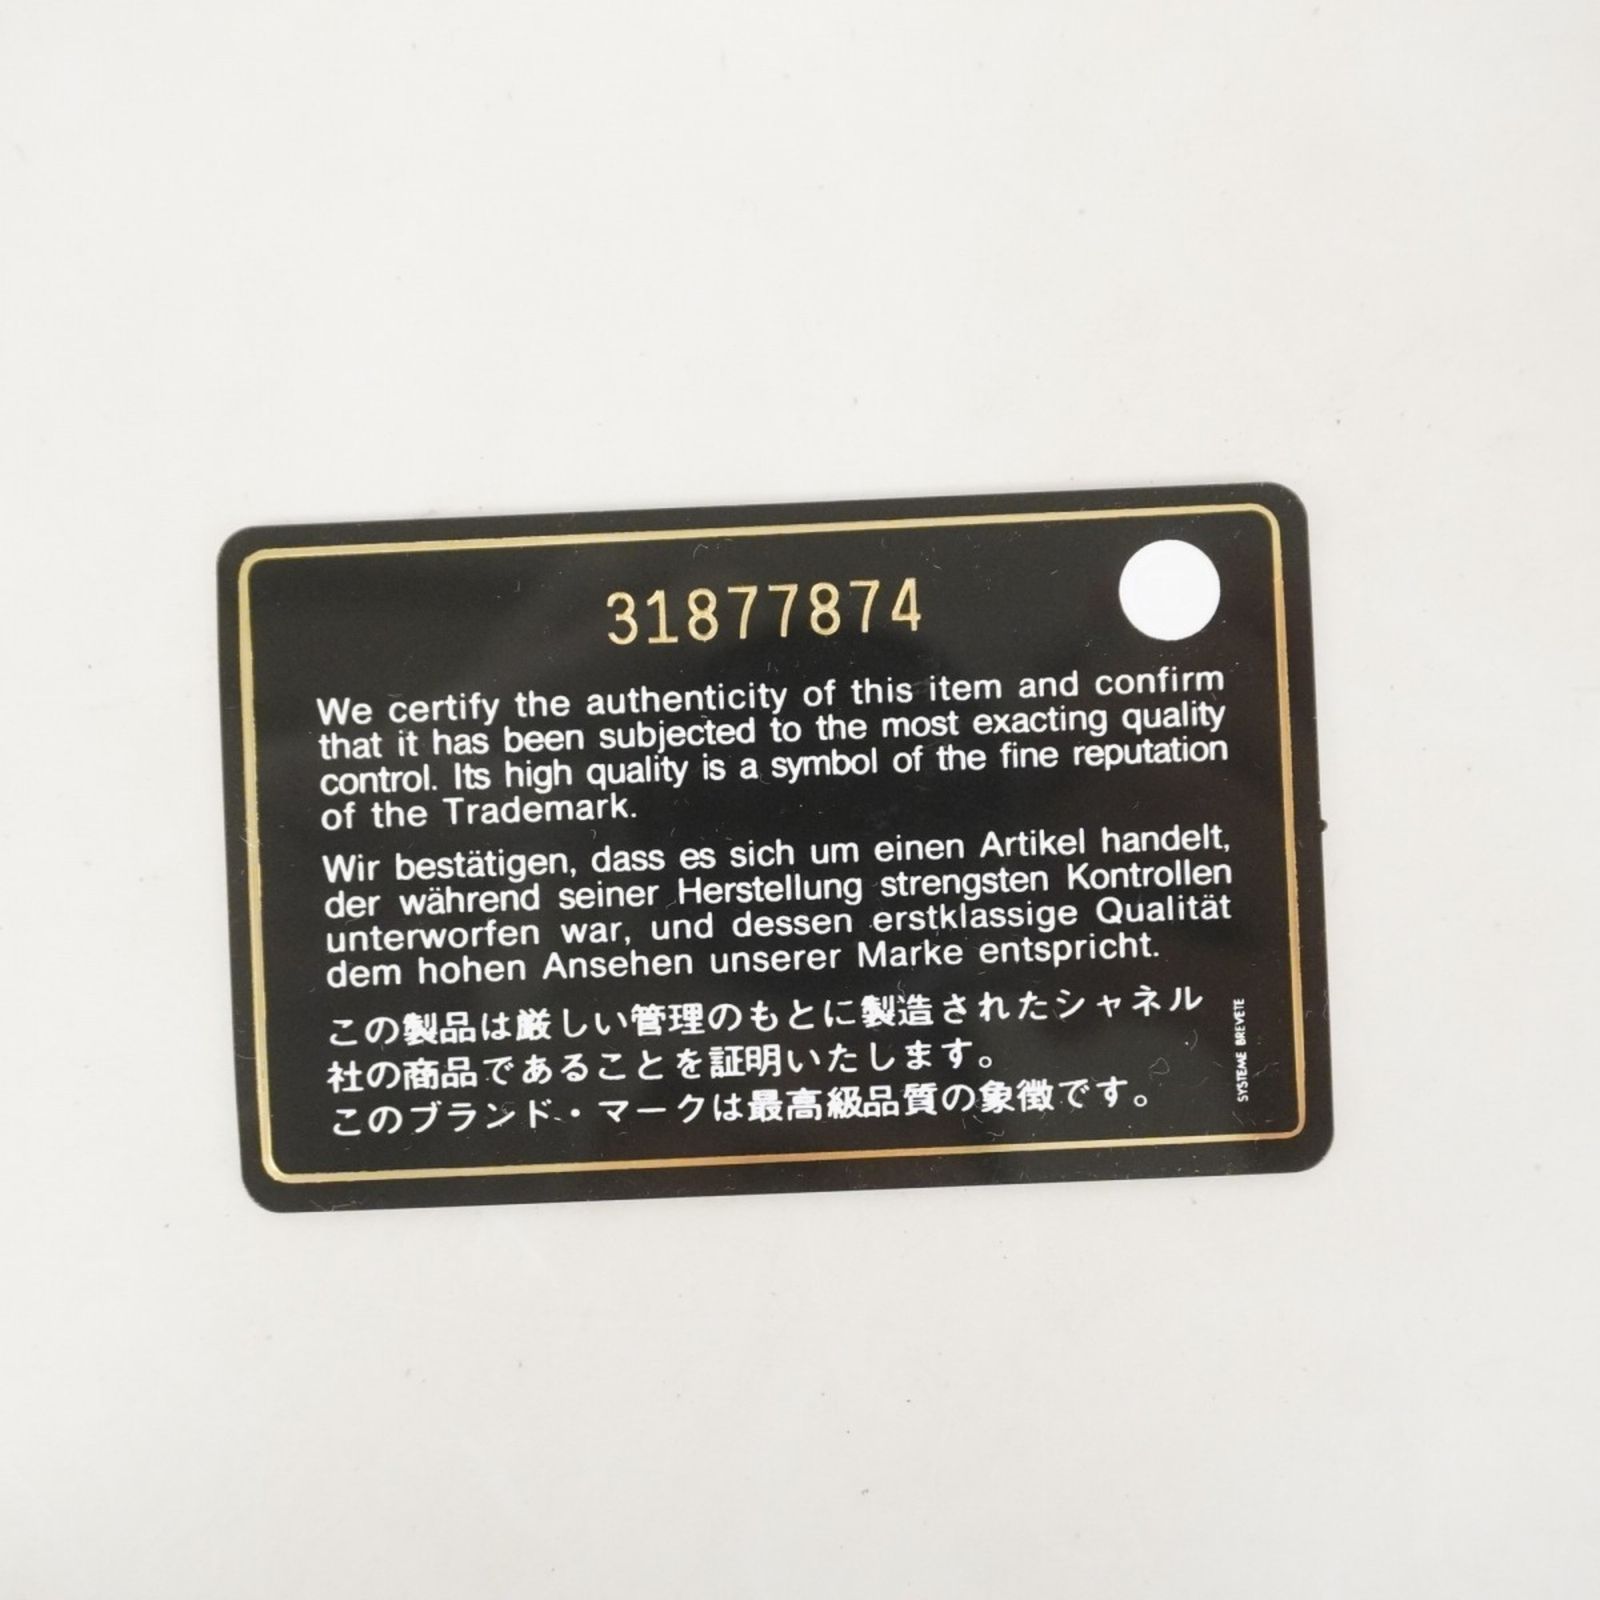 31877874
We certify the authenticity of this item and confirm
that it has been subjected to the most exacting quality
control. Its high quality is a symbol of the fine reputation
of the Trademark.
Wir bestätigen, dass es sich um einen Artikel handelt,
der während seiner Herstellung strengsten Kontrollen
unterworfen war, und dessen erstklassige Qualität
dem hohen Ansehen unserer Marke entspricht.
この製品は厳しい管理のもとに製造されたシャネル
社の商品であることを証明いたします。
このブランド・マークは最高級品質の象徴です。
SYSTEME BREVETE